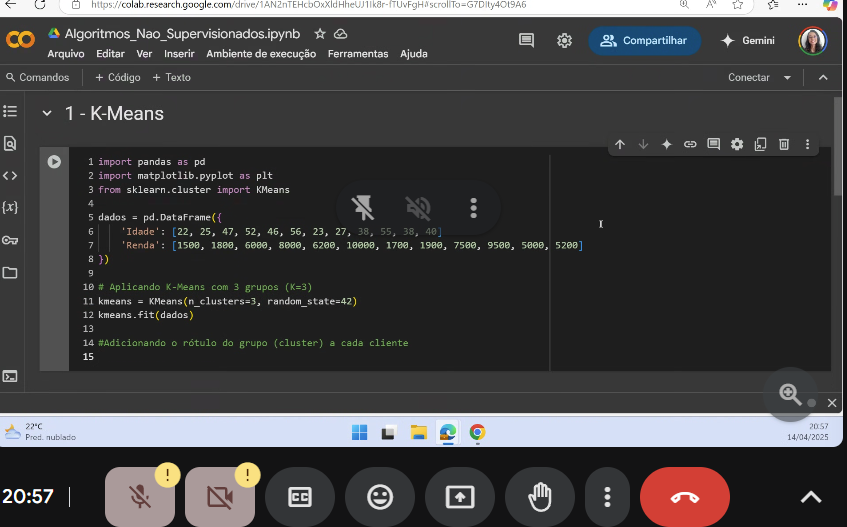 https://colab.research.google.com/drive/1AN2nTEHcbOxXldHheUJ1Ik8r-fTUvFgH#scrollTo=G7DIty4Ot9A6
Algoritmos_Nao_Supervisionados.ipynb
Compartilhar
Gemini
Arquivo Editar Ver Inserir Ambiente de execução Ferramentas Ajuda
Comandos + Código + Texto Conectar
1 - K-Means
1 import pandas as pd
2 import matplotlib.pyplot as plt
3 from sklearn.cluster import KMeans
4
5 dados = pd.DataFrame({
6 'Idade': [22, 25, 47, 52, 46, 56, 23, 27, 38, 55, 38, 40]
7 'Renda': [1500, 1800, 6000, 8000, 6200, 10000, 1700, 1900, 7500, 9500, 5000, 5200]
8 })
9
10 # Aplicando K-Means com 3 grupos (K=3)
11 kmeans = KMeans(n_clusters=3, random_state=42)
12 kmeans.fit(dados)
13
14 #Adicionando o rótulo do grupo (cluster) a cada cliente
15
22°C
Pred. nublado
20:57
14/04/2025
20:57
CC